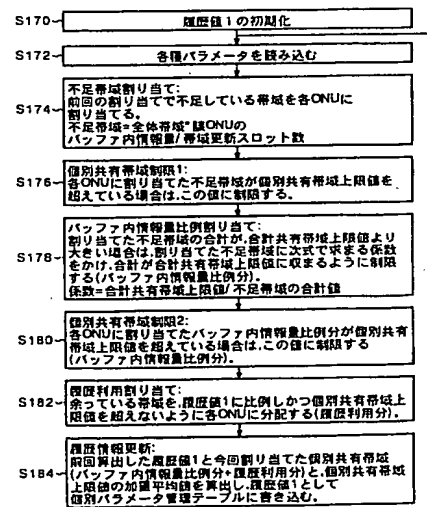 S170
履歴値1の初期化
S172
各種パラメータを読み込む
S174
不足帯域割り当て:
前回の割り当てで不足している帯域を各ONUに
割り当てる。
不足帯域=全体帯域*該ONUの
バッファ内情報量/帯域更新スロット数
S176
個別共有帯域制限1:
各ONUに割り当てた不足帯域が個別共有帯域上限値を
超えている場合は、この値に制限する。
S178
バッファ内情報量比例割り当て:
割り当てた不足帯域の合計が、合計共有帯域上限値より
大きい場合は、割り当てた不足帯域に次式で求まる係数
をかけ、合計が合計共有帯域上限値に収まるように制限
する(バッファ内情報量比例分)。
係数=合計共有帯域上限値/不足帯域の合計値
S180
個別共有帯域制限2:
各ONUに割り当てたバッファ内情報量比例分が個別共有
帯域上限値を超えている場合は、この値に制限する
(バッファ内情報量比例分)。
S182
履歴利用割り当て:
余っている帯域を、履歴値1に比例しかつ個別共有帯域上
限値を超えないように各ONUに分配する(履歴利用分)。
S184
履歴情報更新:
前回算出した履歴値1と今回割り当てた個別共有帯域
(バッファ内情報量比例分+履歴利用分)と、個別共有帯域
上限値の加重平均値を算出し、履歴値1として
個別パラメータ管理テーブルに書き込む。